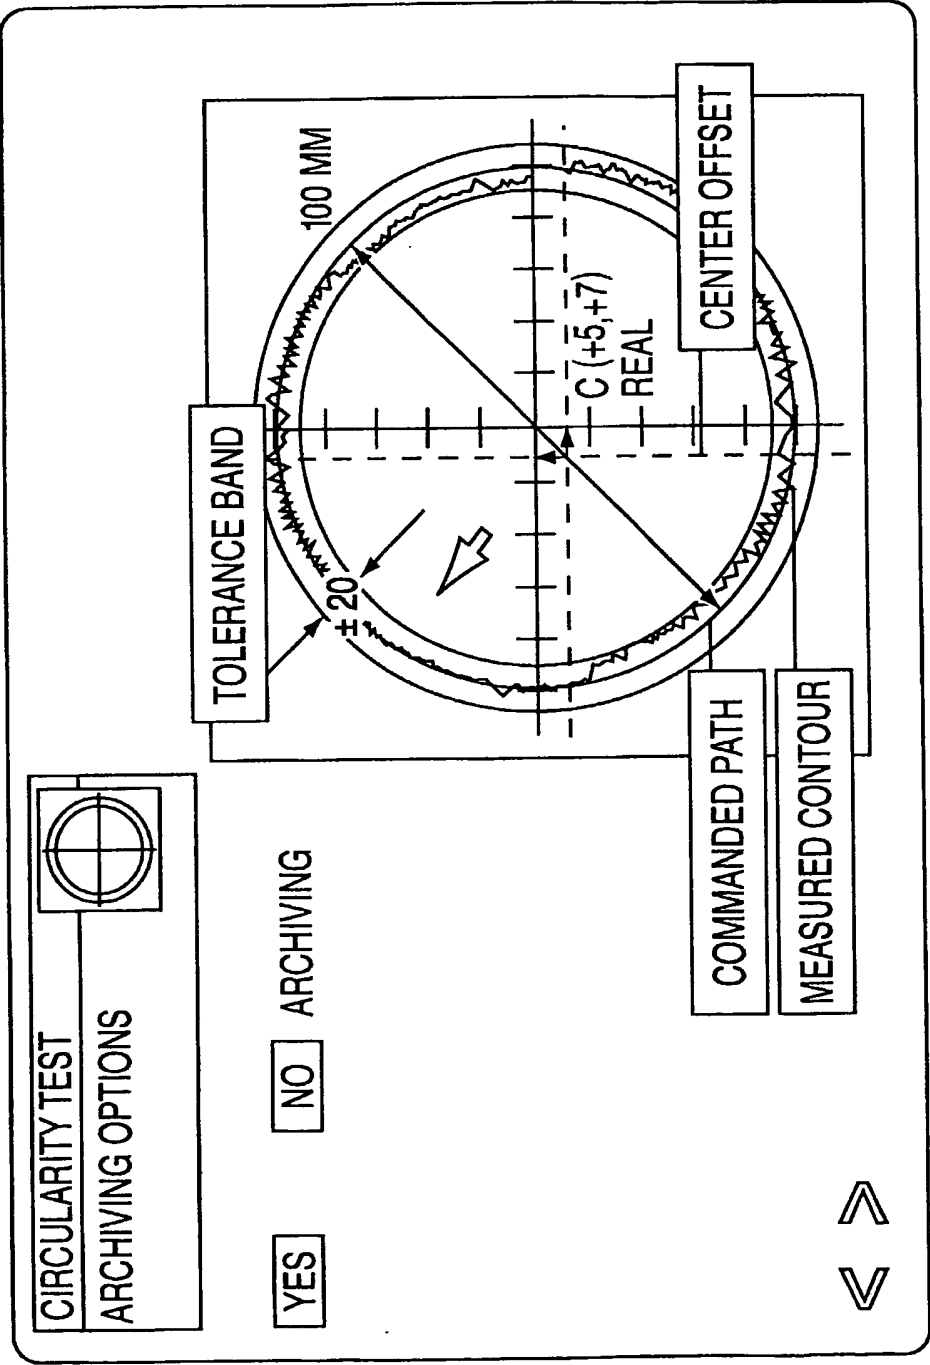 CIRCULARITY TEST
ARCHIVING OPTIONS
YES
NO
ARCHIVING
TOLERANCE BAND
100 MM
± 20
C (+5,+7)
REAL
CENTER OFFSET
COMMANDED PATH
MEASURED CONTOUR
< >